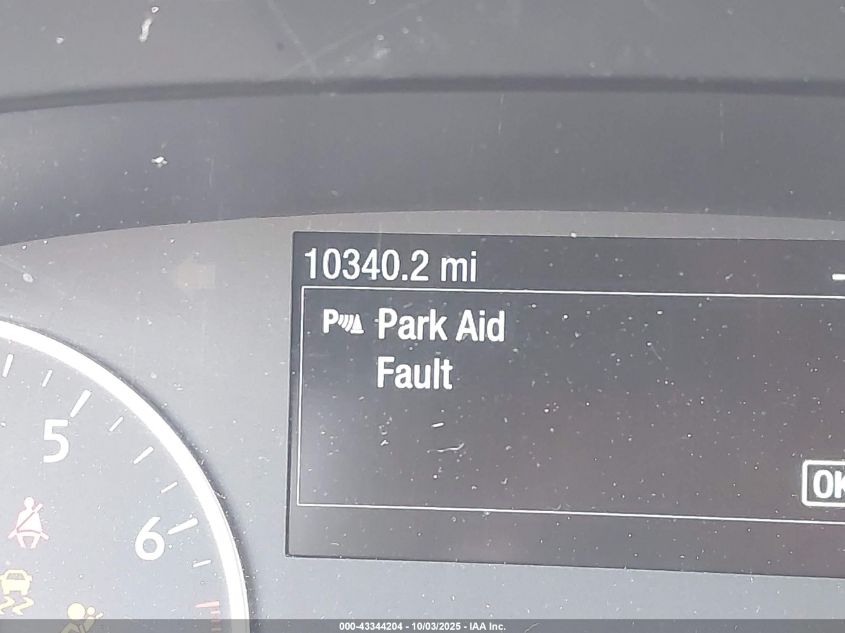 10340.2 mi
P Park Aid
Fault
OK
5
6
000-43344204 - 10/03/2025 - IAA Inc.